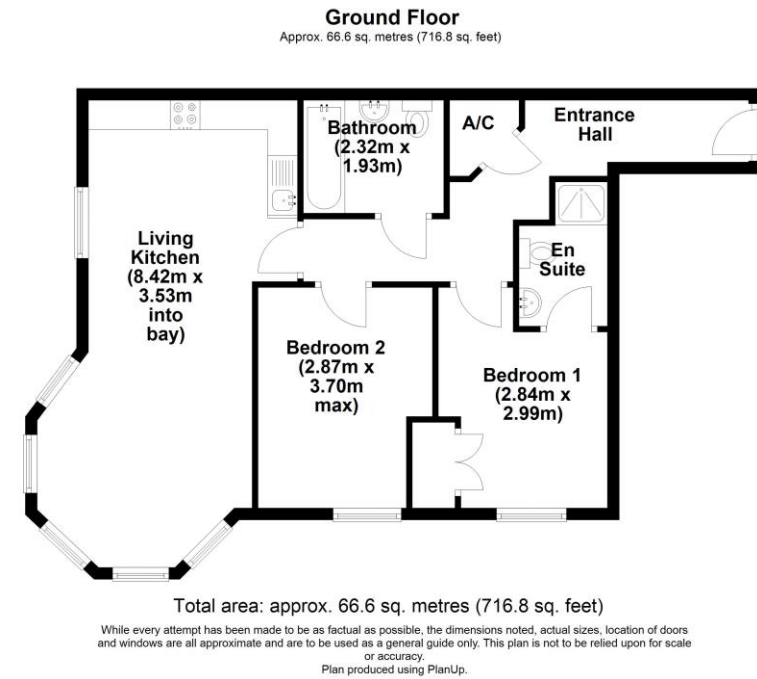 Ground Floor
Approx. 66.6 sq. metres (716.8 sq. feet)
Bathroom
(2.32m x
1.93m)
A/C
Entrance
Hall
Living
Kitchen
(8.42m x
3.53m
into
bay)
En
Suite
Bedroom 2
(2.87m x
3.70m
max)
Bedroom 1
(2.84m x
2.99m)
Total area: approx. 66.6 sq. metres (716.8 sq. feet)
While every attempt has been made to be as factual as possible, the dimensions noted, actual sizes, location of doors
and windows are all approximate and are to be used as a general guide only. This plan is not to be relied upon for scale
or accuracy.
Plan produced using PlanUp.